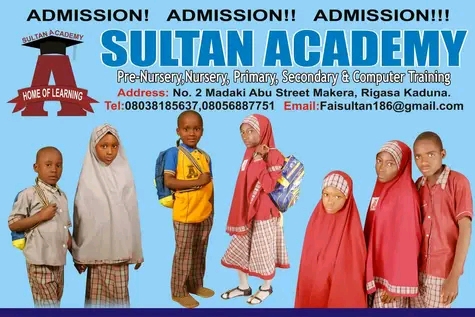 ADMISSION! ADMISSION!! ADMISSION!!!
SULTAN ACADEMY
A
HOME OF LEARNING
SULTAN ACADEMY
Pre-Nursery,Nursery, Primary, Secondary & Computer Training
Address: No. 2 Madaki Abu Street Makera, Rigasa Kaduna.
Tel:08038185637,08056887751 Email:Faisultan186@gmail.com